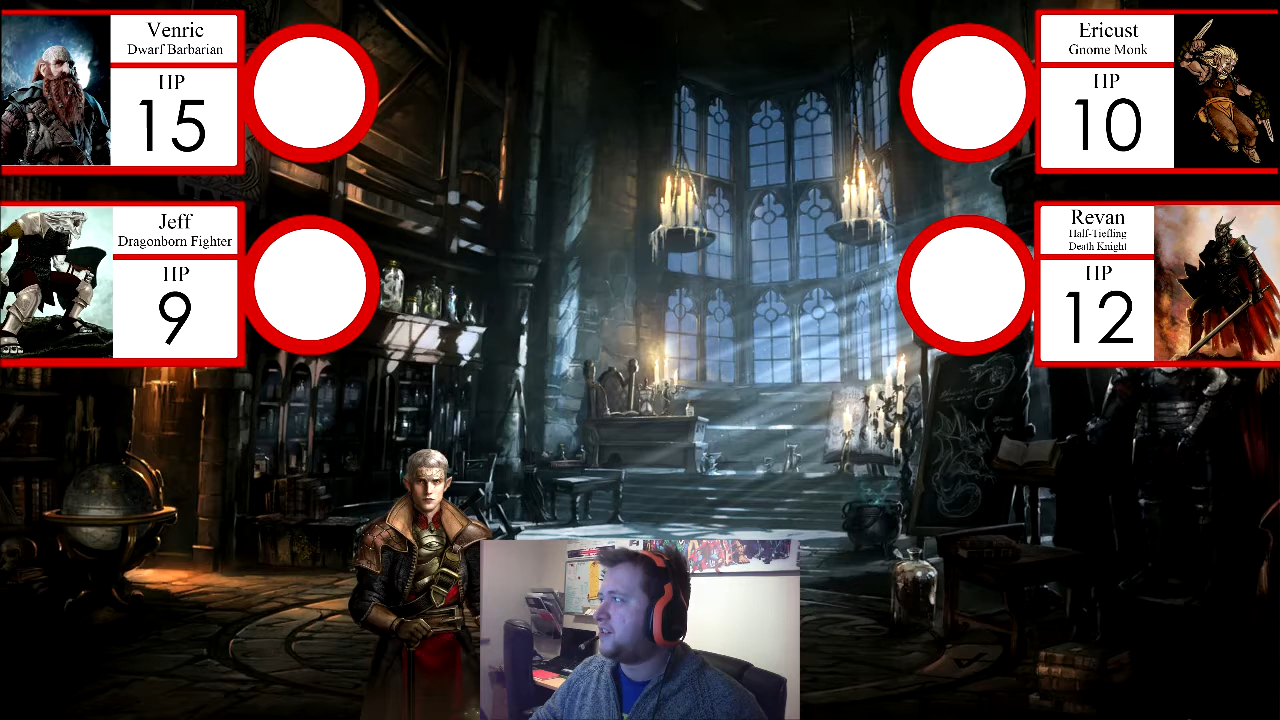 Venric
Dwarf Barbarian
HP
15
Jeff
Dragonborn Fighter
HP
9
Ericust
Gnome Monk
HP
10
Revan
Half-Tiefling
Death Knight
HP
12